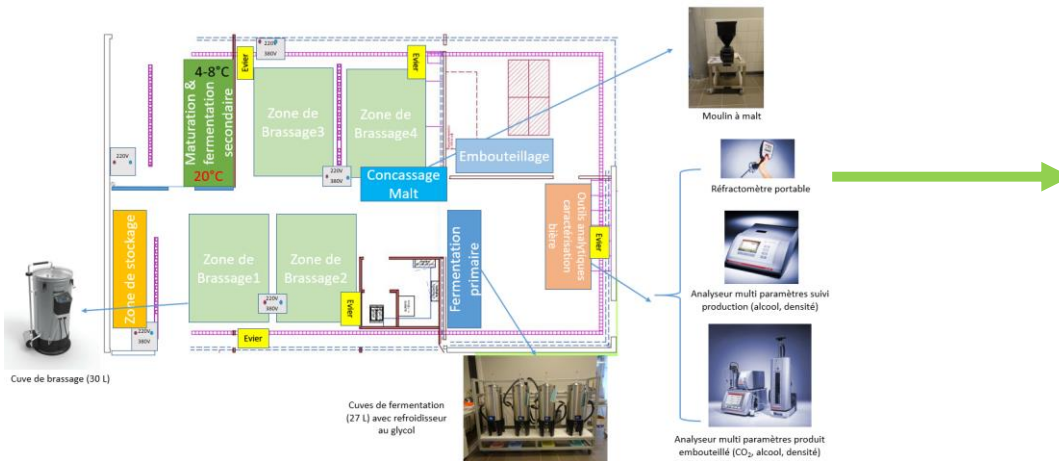 220V
380V
Evier
Evier
4-8°C
Maturation &
fermentation
secondaire
20°C
Zone de
Brassage3
Zone de
Brassage4
220V
220V
380V
Concassage
Malt
Embouteillage
Moulin à malt
Réfractomètre portable
Outils analytiques
caractérisation
bière
Evier
Zone de stockage
Zone de
Brassage1
Zone de
Brassage2
Fermentation
primaire
220V
380V
Evier
220V
380V
Evier
Analyseur multi paramètres suivi
production (alcool, densité)
Cuve de brassage (30 L)
Cuves de fermentation
(27 L) avec refroidisseur
au glycol
Analyseur multi paramètres produit
embouteillé (CO₂, alcool, densité)